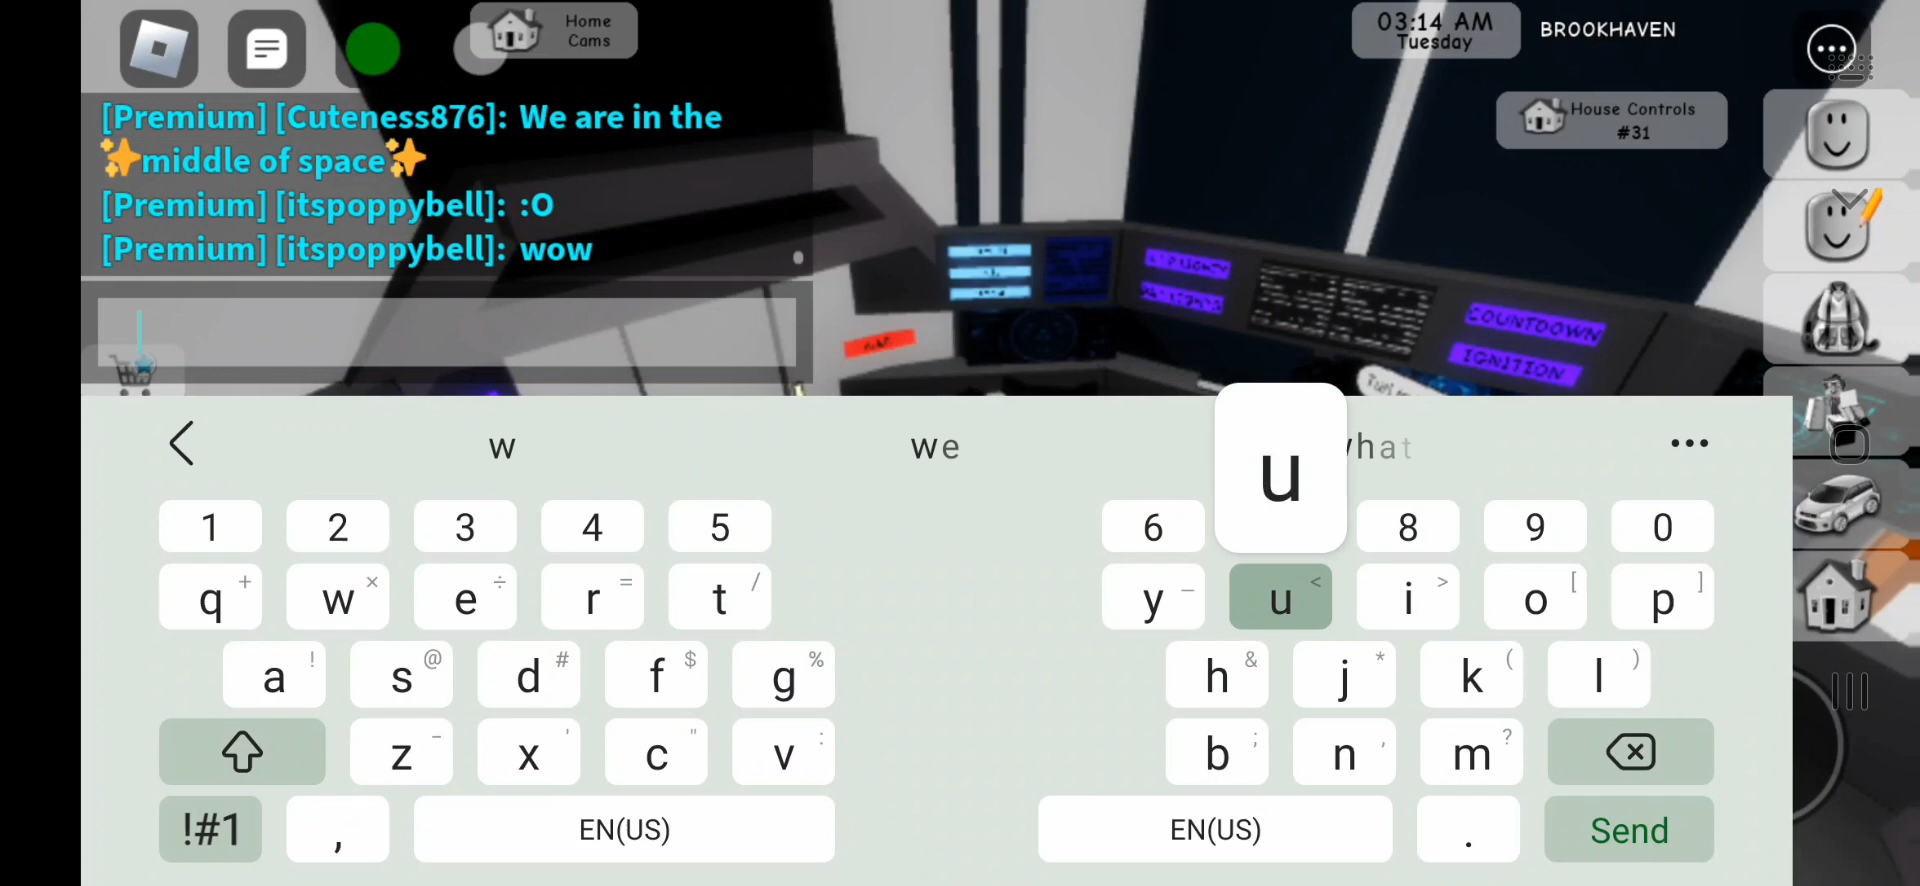 Home
Cams
03:14 AM
Tuesday
BROOKHAVEN
House Controls
#31
[Premium] [Cuteness876]: We are in the
✨middle of space✨
[Premium] [itspoppybell]: :O
[Premium] [itspoppybell]: wow
COUNTDOWN
IGNITION
w we hat
u
1 2 3 4 5 6 8 9 0
q + w × e ÷ r = t / y _ u < i > o [ p ]
a ! s @ d # f $ g % h & j * k ( l )
z - x ' c " v : b ; n , m ?
!#1 , EN(US) EN(US) . Send